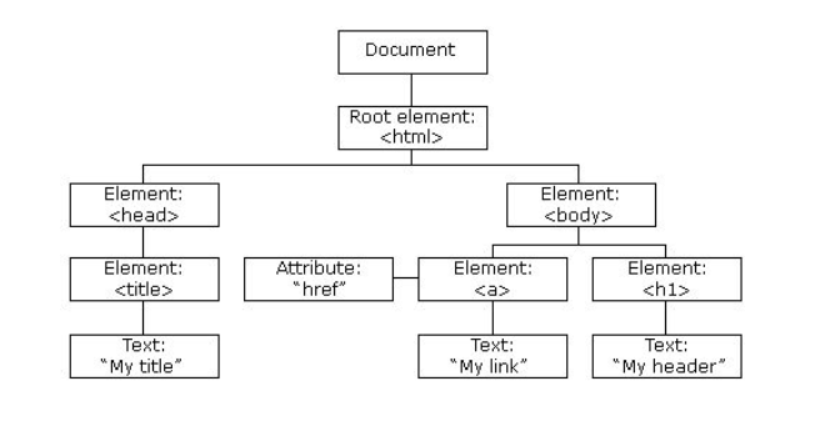 Document
Root element:
<html>
Element:
<head>
Element:
<body>
Element:
<title>
Attribute:
“href”
Element:
<a>
Element:
<h1>
Text:
“My title”
Text:
“My link”
Text:
“My header”